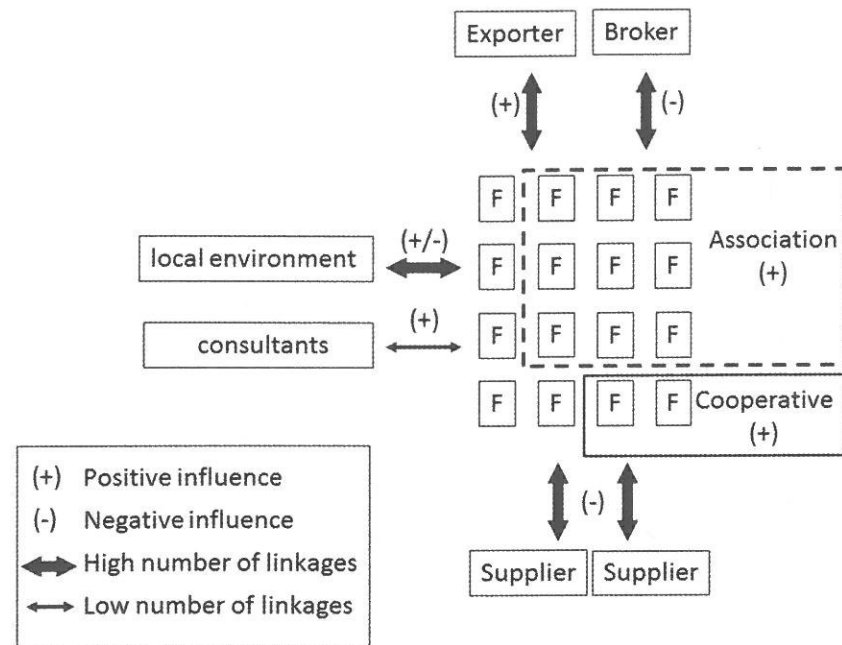 Exporter Broker
(+) (-)
F F F F
Association
(+)
(+/-)
local environment
F F F F
(+)
consultants
F F F F
F F F F
Cooperative
(+)
(-)
Supplier Supplier
(+) Positive influence
(-) Negative influence
High number of linkages
Low number of linkages